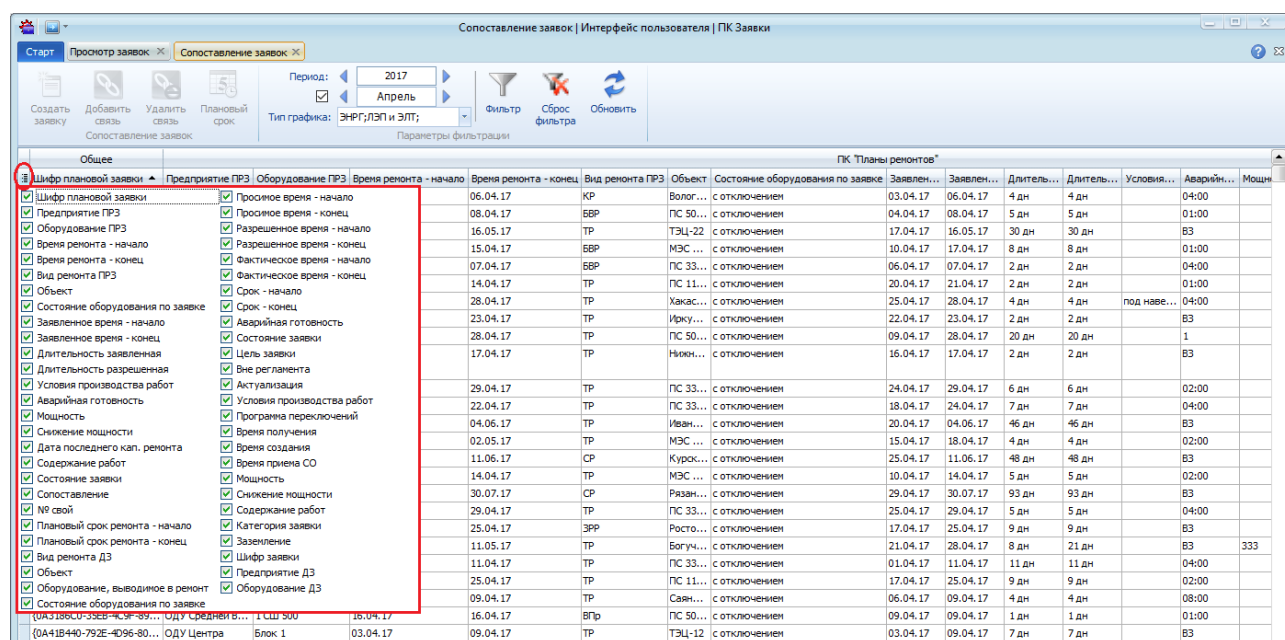 Сопоставление заявок | Интерфейс пользователя | ПК Заявки
Старт Просмотр заявок Сопоставление заявок
Создать заявку
Добавить связь
Удалить связь
Плановый срок
Сопоставление заявок
Период: 2017
Апрель
Тип графика: ЭНРГ;ЛЭП и ЭЛТ;
Фильтр
Сброс фильтра
Обновить
Параметры фильтрации
Общее ПК "Планы ремонтов"
Шифр плановой заявки Предприятие ПРЗ Оборудование ПРЗ Время ремонта - начало Время ремонта - конец Вид ремонта ПРЗ Объект Состояние оборудования по заявке Заявлен... Заявлен... Длитель... Длитель... Условия... Аварийн... Мощн
Шифр плановой заявки
Предприятие ПРЗ
Оборудование ПРЗ
Время ремонта - начало
Время ремонта - конец
Вид ремонта ПРЗ
Объект
Состояние оборудования по заявке
Заявленное время - начало
Заявленное время - конец
Длительность заявленная
Длительность разрешенная
Условия производства работ
Аварийная готовность
Мощность
Снижение мощности
Дата последнего кап. ремонта
Содержание работ
Состояние заявки
Сопоставление
№ свой
Плановый срок ремонта - начало
Плановый срок ремонта - конец
Вид ремонта ДЗ
Объект
Оборудование, выводимое в ремонт
Состояние оборудования по заявке
Просимое время - начало
Просимое время - конец
Разрешенное время - начало
Разрешенное время - конец
Фактическое время - начало
Фактическое время - конец
Срок - начало
Срок - конец
Аварийная готовность
Состояние заявки
Цель заявки
Вне регламента
Актуализация
Условия производства работ
Програма переключений
Время получения
Время создания
Время приема СО
Мощность
Снижение мощности
Содержание работ
Категория заявки
Заземление
Шифр заявки
Предприятие ДЗ
Оборудование ДЗ
06.04.17 КР Волог... с отключением 03.04.17 06.04.17 4 дн 4 дн 04:00
08.04.17 БВР ПС 50... с отключением 04.04.17 08.04.17 5 дн 5 дн 01:00
16.05.17 ТР ТЭЦ-22 с отключением 17.04.17 16.05.17 30 дн 30 дн ВЗ
15.04.17 БВР МЭС ... с отключением 10.04.17 17.04.17 8 дн 8 дн 01:00
07.04.17 БВР ПС 33... с отключением 06.04.17 07.04.17 2 дн 2 дн 04:00
14.04.17 ТР ПС 11... с отключением 20.04.17 21.04.17 2 дн 2 дн 01:00
28.04.17 ТР Хакас... с отключением 25.04.17 28.04.17 4 дн 4 дн под наве... 04:00
23.04.17 ТР Ирку... с отключением 22.04.17 23.04.17 2 дн 2 дн ВЗ
28.04.17 ТР ПС 50... с отключением 09.04.17 28.04.17 20 дн 20 дн 1
17.04.17 ТР Нижн... с отключением 16.04.17 17.04.17 2 дн 2 дн ВЗ
29.04.17 ТР ПС 33... с отключением 24.04.17 29.04.17 6 дн 6 дн 02:00
22.04.17 ТР ПС 33... с отключением 18.04.17 24.04.17 7 дн 7 дн 04:00
04.06.17 ТР Иван... с отключением 20.04.17 04.06.17 46 дн 46 дн ВЗ
02.05.17 ТР МЭС ... с отключением 15.04.17 18.04.17 4 дн 4 дн 02:00
11.06.17 СР Курск... с отключением 25.04.17 11.06.17 48 дн 48 дн ВЗ
14.04.17 ТР МЭС ... с отключением 10.04.17 14.04.17 5 дн 5 дн 02:00
30.07.17 СР Рязан... с отключением 29.04.17 30.07.17 93 дн 93 дн ВЗ
29.04.17 ТР ПС 33... с отключением 25.04.17 29.04.17 5 дн 5 дн 04:00
25.04.17 ЗРР Росто... с отключением 17.04.17 25.04.17 9 дн 9 дн ВЗ
11.05.17 ТР Богуч... с отключением 21.04.17 28.04.17 8 дн 21 дн ВЗ 333
11.04.17 ТР ПС 33... с отключением 01.04.17 11.04.17 11 дн 11 дн 04:00
25.04.17 ТР ПС 11... с отключением 17.04.17 25.04.17 9 дн 9 дн 02:00
09.04.17 ТР Саян... с отключением 06.04.17 09.04.17 4 дн 4 дн 08:00
{0A3186C0-35EB-4C9F-89... ОДУ Средней В... 1 СШ 500 16.04.17 16.04.17 ВПр ПС 50... с отключением 09.04.17 09.04.17 1 дн 1 дн 01:00
{0A41B440-792E-4D96-80... ОДУ Центра Блок 1 03.04.17 09.04.17 ТР ТЭЦ-12 с отключением 03.04.17 09.04.17 7 дн 7 дн ВЗ